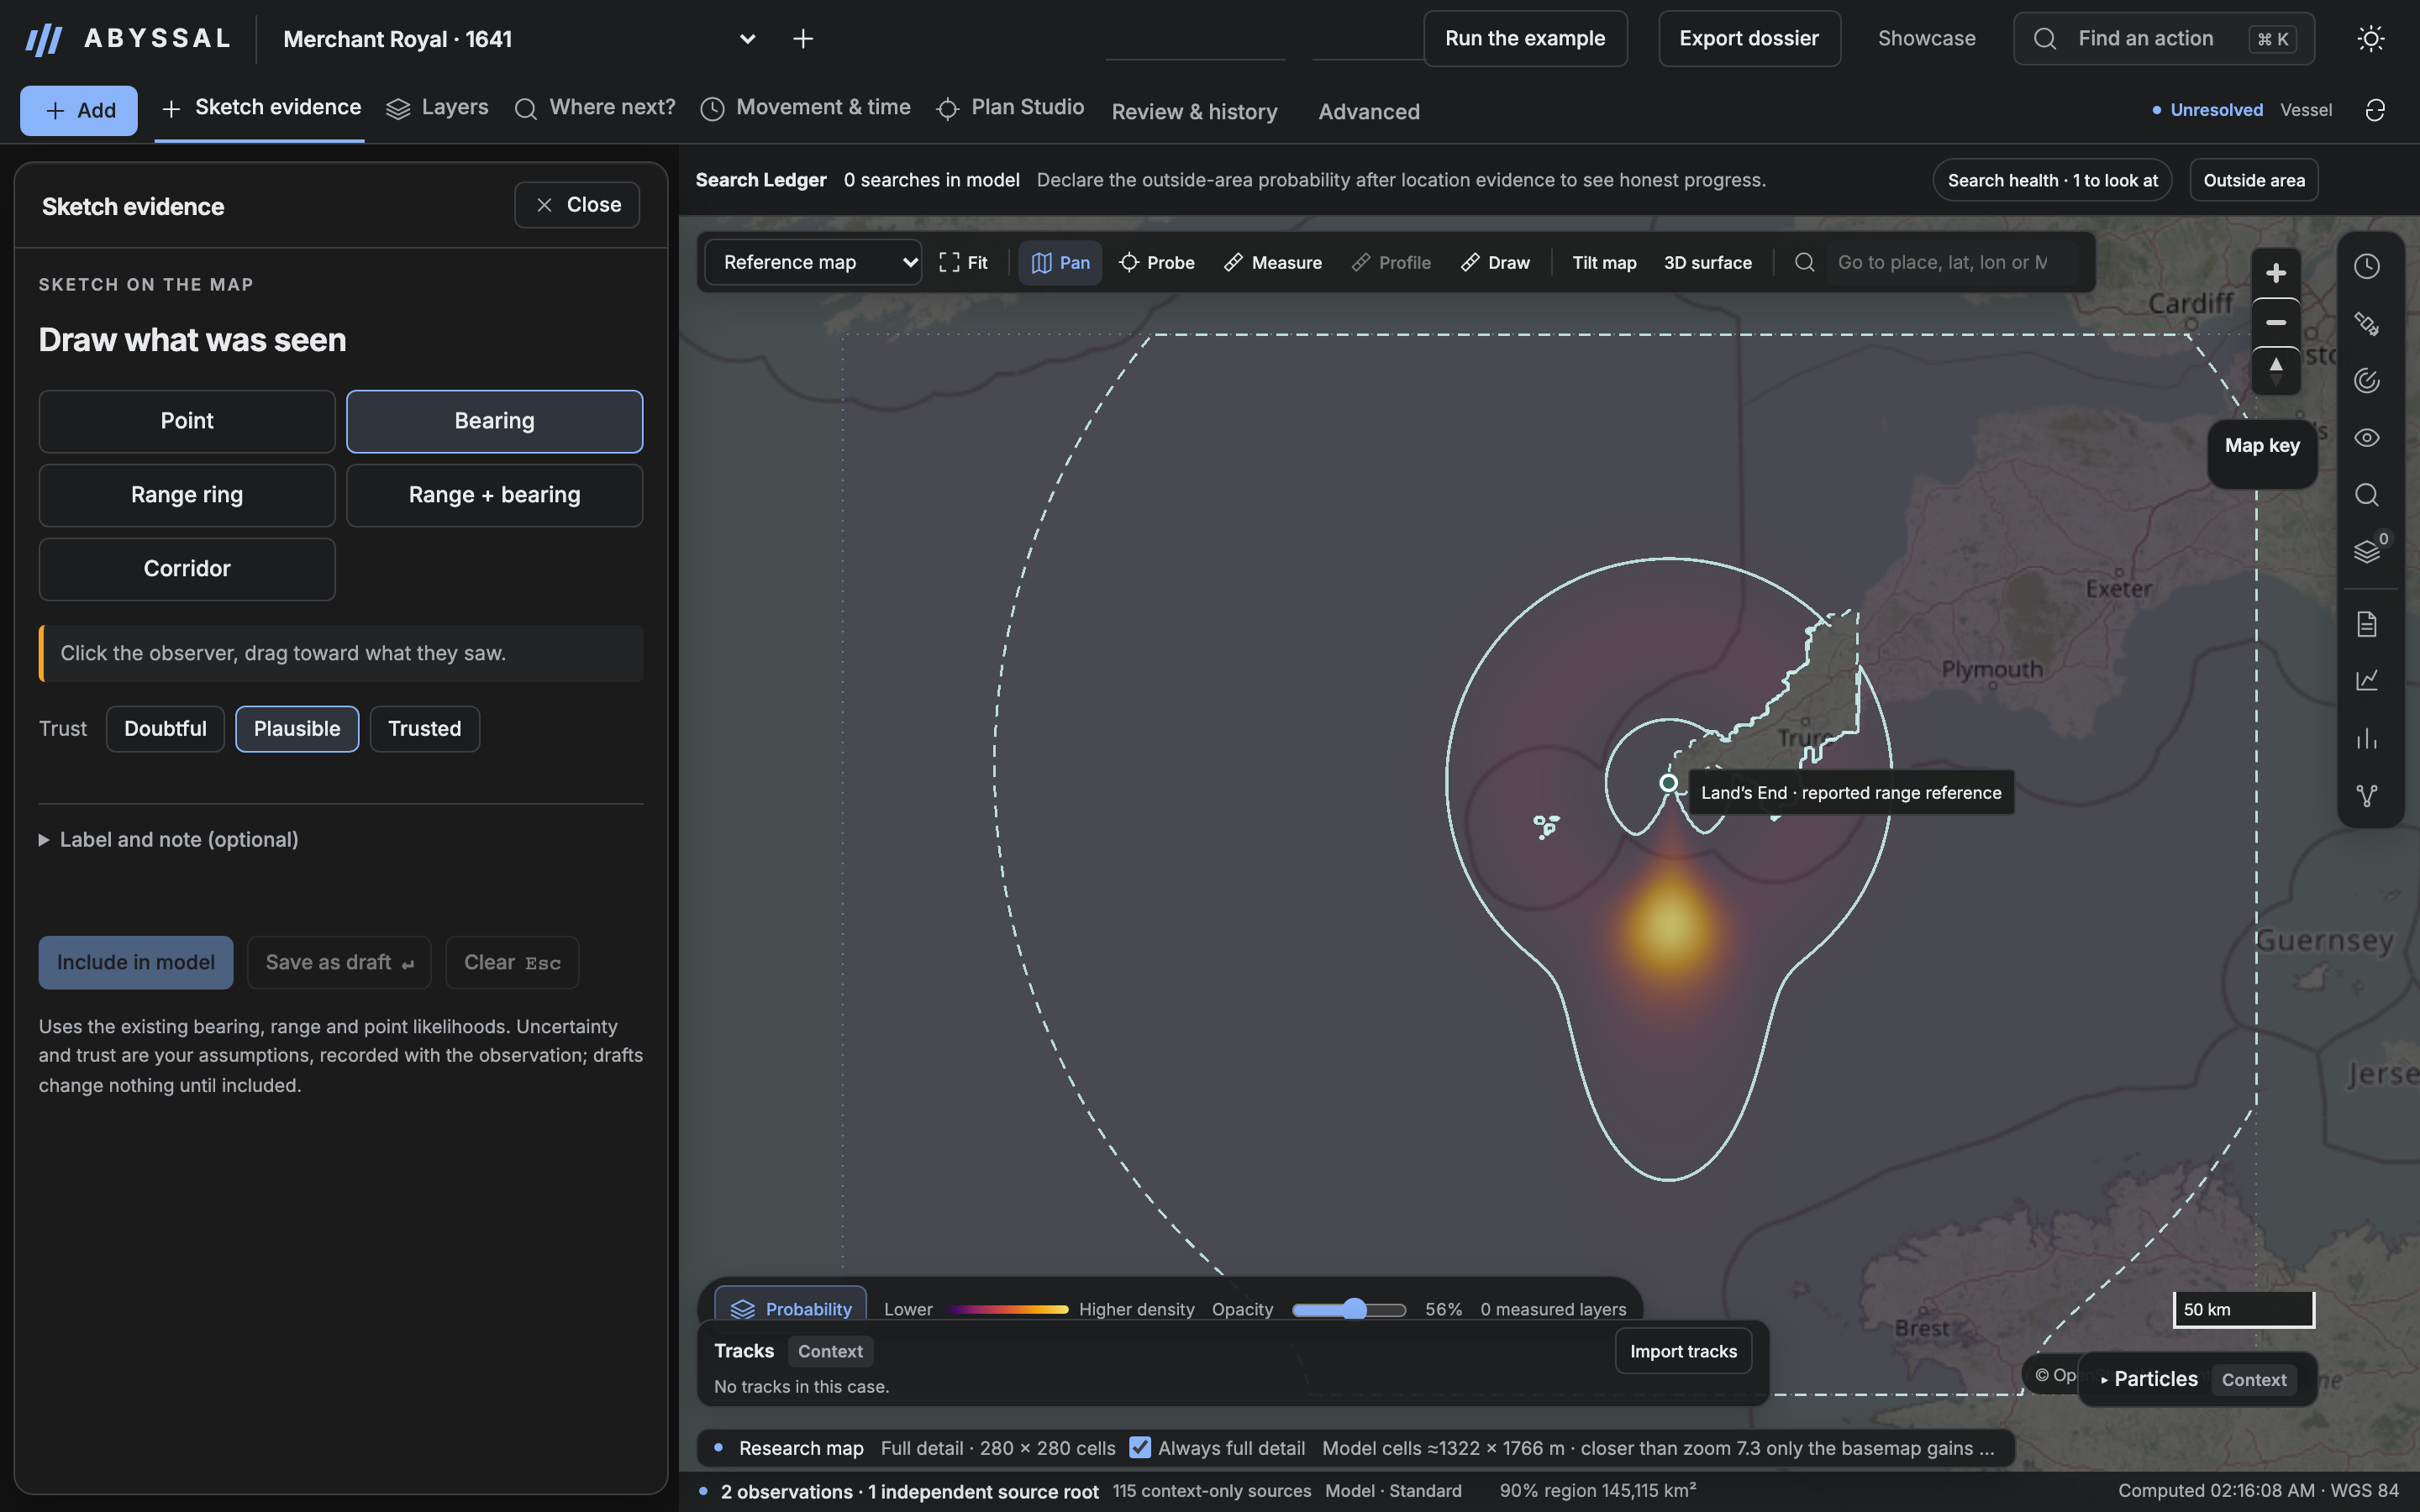 ABYSSAL
Merchant Royal · 1641
Run the example
Export dossier
Showcase
Find an action
⌘ K
Add
Sketch evidence
Layers
Where next?
Movement & time
Plan Studio
Review & history
Advanced
Unresolved
Vessel
Sketch evidence
Close
SKETCH ON THE MAP
Draw what was seen
Point
Bearing
Range ring
Range + bearing
Corridor
Click the observer, drag toward what they saw.
Trust
Doubtful
Plausible
Trusted
Label and note (optional)
Include in model
Save as draft ↵
Clear Esc
Uses the existing bearing, range and point likelihoods. Uncertainty
and trust are your assumptions, recorded with the observation; drafts
change nothing until included.
Search Ledger 0 searches in model Declare the outside-area probability after location evidence to see honest progress.
Search health · 1 to look at
Outside area
Reference map
Fit
Pan
Probe
Measure
Profile
Draw
Tilt map
3D surface
Go to place, lat, lon or M
Cardiff
Map key
0
Exeter
Plymouth
Truro
Land's End · reported range reference
Guernsey
Jerse
Brest
50 km
Probability
Lower
Higher density
Opacity
56%
0 measured layers
Tracks
Context
Import tracks
No tracks in this case.
© Op
Particles
Context
Research map Full detail · 280 × 280 cells Always full detail Model cells ≈1322 × 1766 m · closer than zoom 7.3 only the basemap gains ...
2 observations · 1 independent source root 115 context-only sources Model · Standard 90% region 145,115 km²
Computed 02:16:08 AM · WGS 84